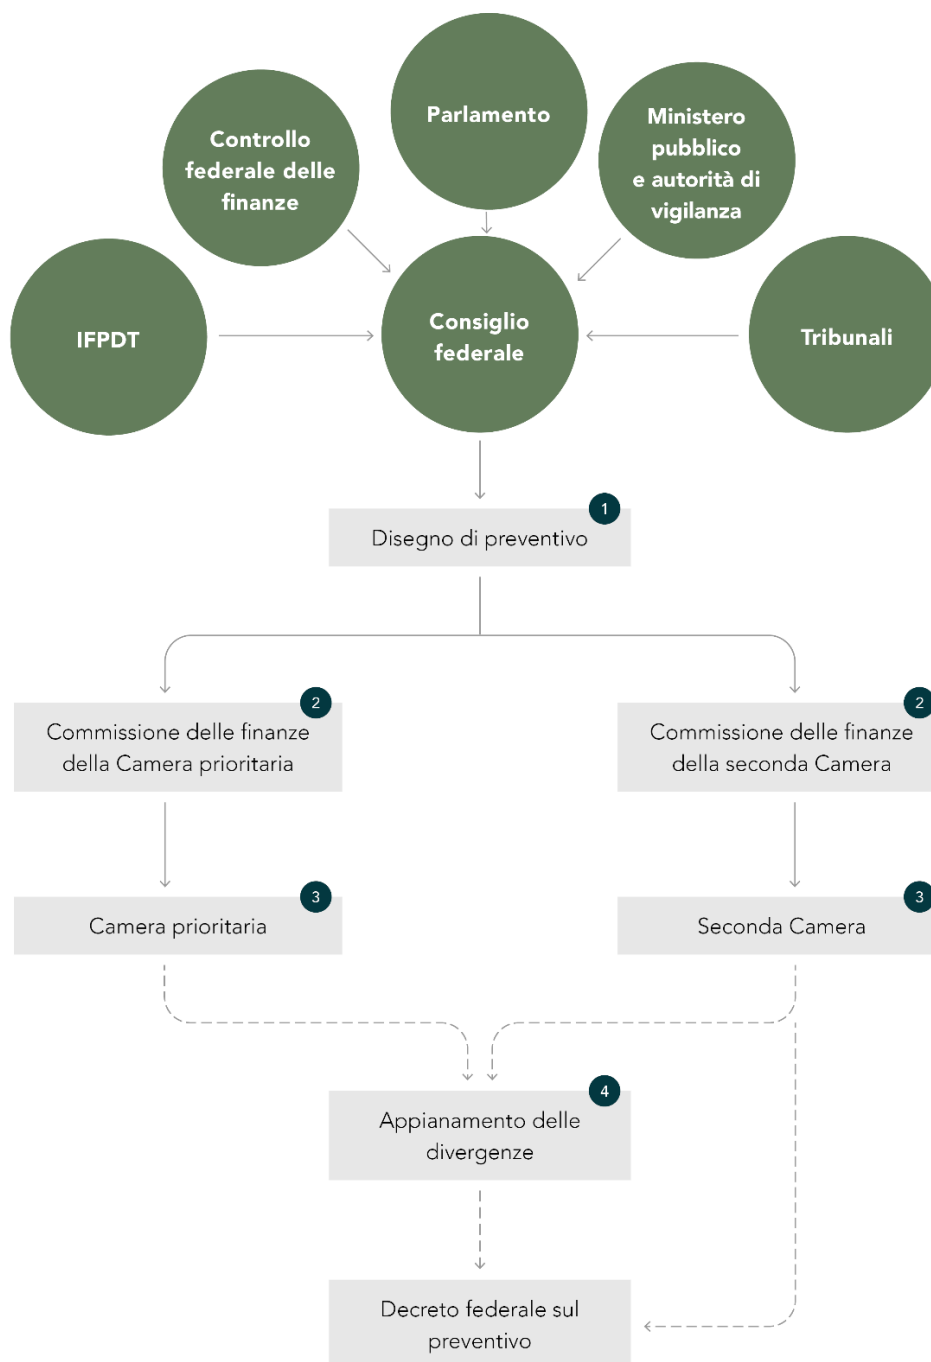 Parlamento
Ministero
pubblico
e autorità di
vigilanza
Controllo
federale delle
finanze
IFPDT
Consiglio
federale
Tribunali
1
Disegno di preventivo
2
Commissione delle finanze
della Camera prioritaria
2
Commissione delle finanze
della seconda Camera
3
Camera prioritaria
3
Seconda Camera
4
Appianamento delle
divergenze
Decreto federale sul
preventivo